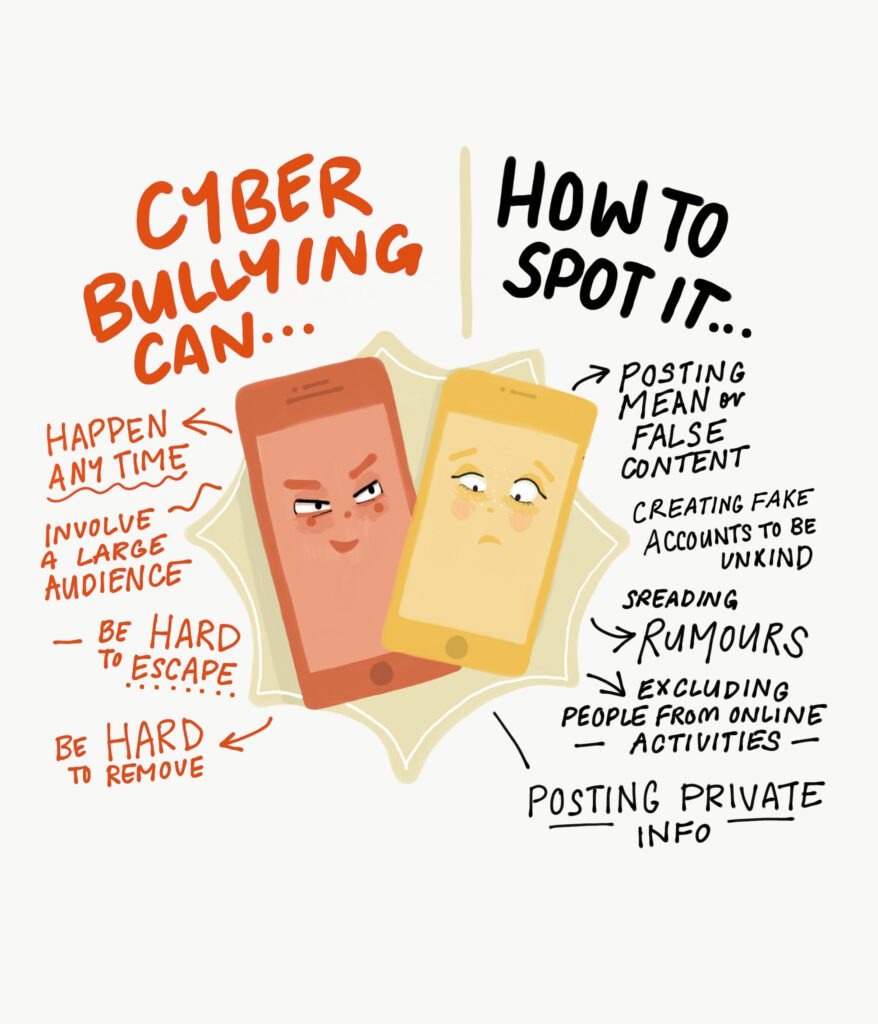 CYBER
BULLYING
CAN...
HAPPEN
ANY TIME
INVOLVE
A LARGE
AUDIENCE
BE HARD
TO ESCAPE
BE HARD
TO REMOVE
HOW TO
SPOT IT...
POSTING
MEAN or
FALSE
CONTENT
CREATING FAKE
ACCOUNTS TO BE
UNKIND
SREADING
RUMOURS
EXCLUDING
PEOPLE FROM ONLINE
ACTIVITIES
POSTING PRIVATE
INFO